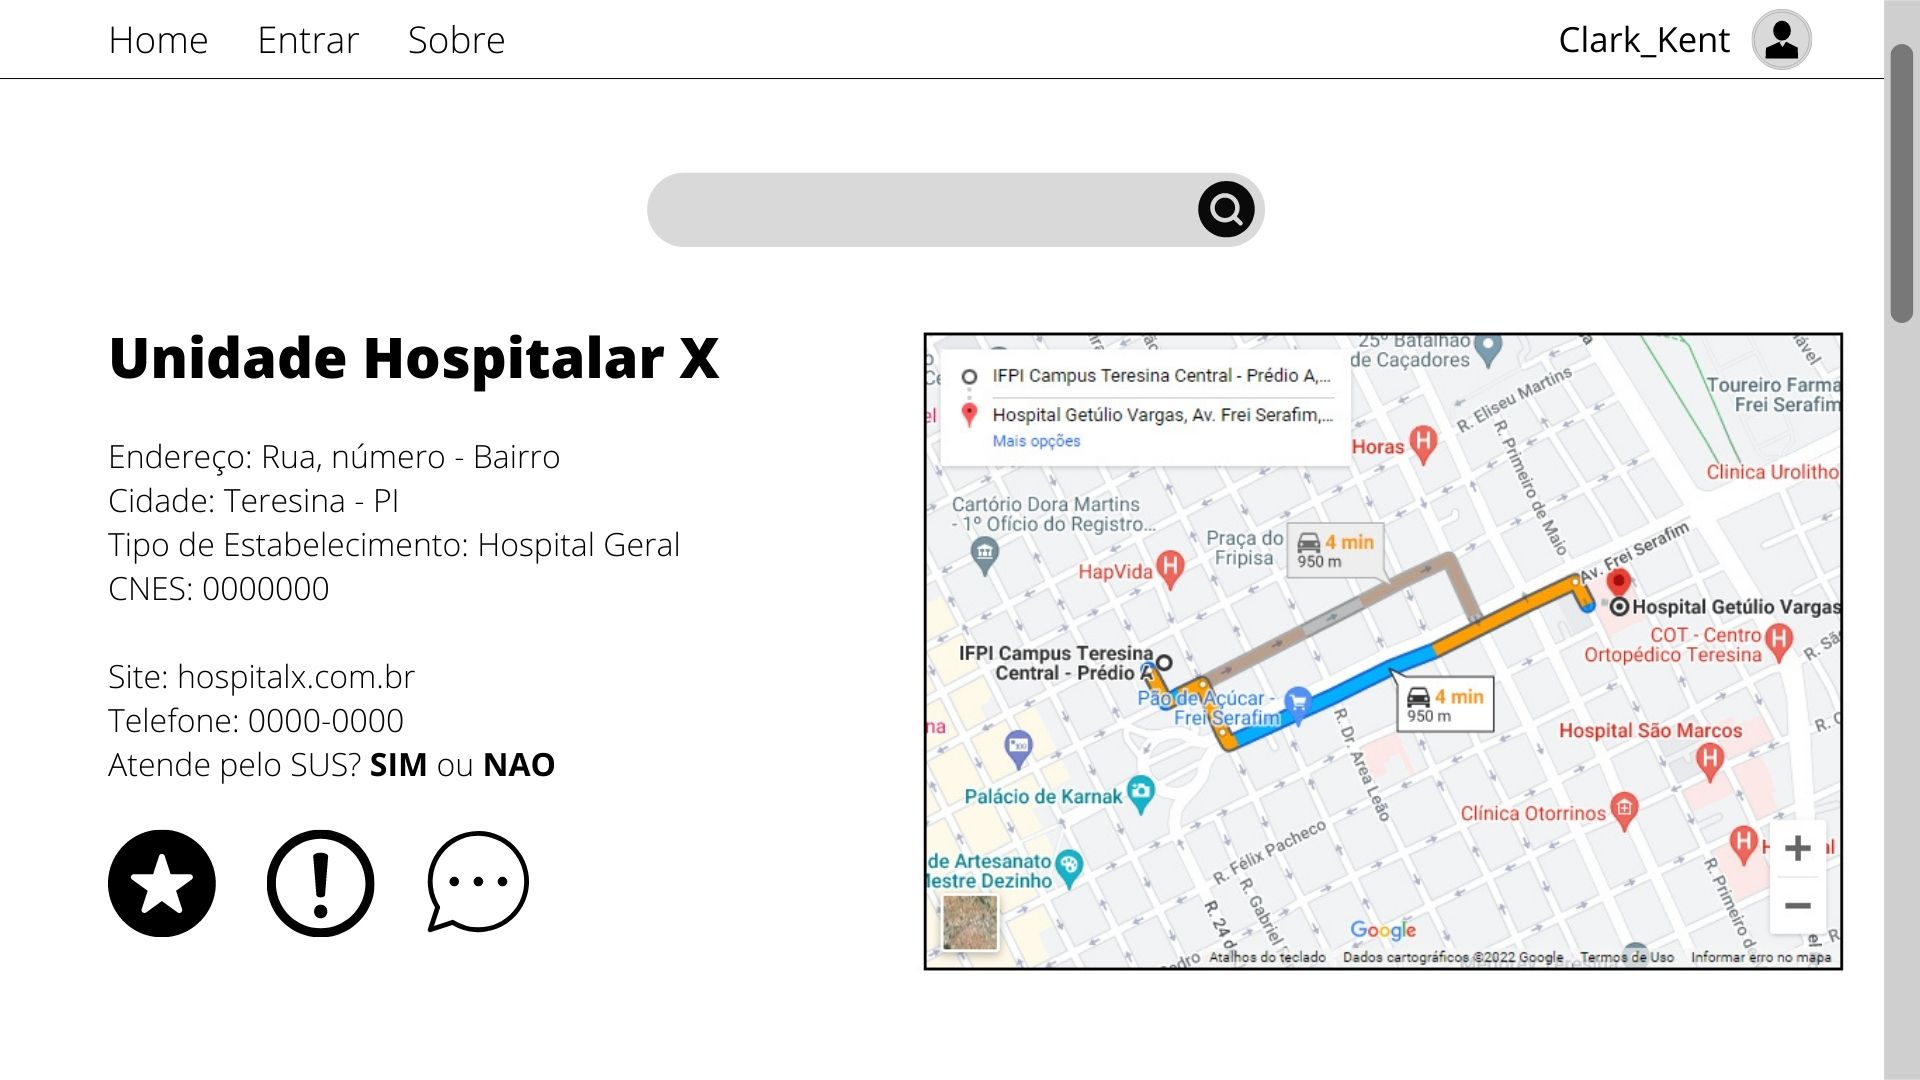 Home Entrar Sobre
Clark_Kent
Unidade Hospitalar X
Endereço: Rua, número - Bairro
Cidade: Teresina - PI
Tipo de Estabelecimento: Hospital Geral
CNES: 0000000
Site: hospitalx.com.br
Telefone: 0000-0000
Atende pelo SUS? SIM ou NAO
IFPI Campus Teresina Central - Prédio A,...
Hospital Getúlio Vargas, Av. Frei Serafim,...
Mais opções
25º Batalhão
de Caçadores
R. Eliseu Martins
Toureiro Farma
Frei Serafim
Horas
R. Primeiro de Maio
Clinica Urolitho
Cartório Dora Martins
- 1º Ofício do Registro...
Praça do
Fripisa
4 min
950 m
HapVida
Av. Frei Serafim
Hospital Getúlio Vargas
COT - Centro
Ortopédico Teresina
IFPI Campus Teresina
Central - Prédio A
Pão de Açúcar -
Frei Serafim
4 min
950 m
R. Dr. Area Leão
Hospital São Marcos
Palácio de Karnak
Clínica Otorrinos
R. Félix Pacheco
de Artesanato
Mestre Dezinho
R. Gabriel
R. 24 d
R. Primeiro d
Google
Atalhos do teclado
Dados cartográficos ©2022 Google
Termos de Uso
Informar erro no mapa